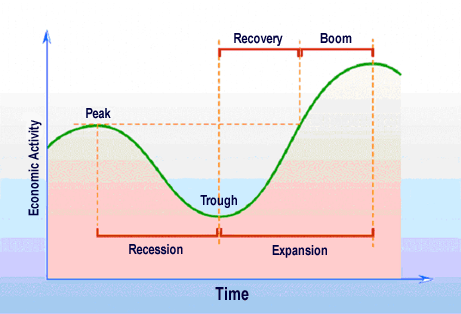 Recovery
Boom
Peak
Economic Activity
Trough
Recession
Expansion
Time